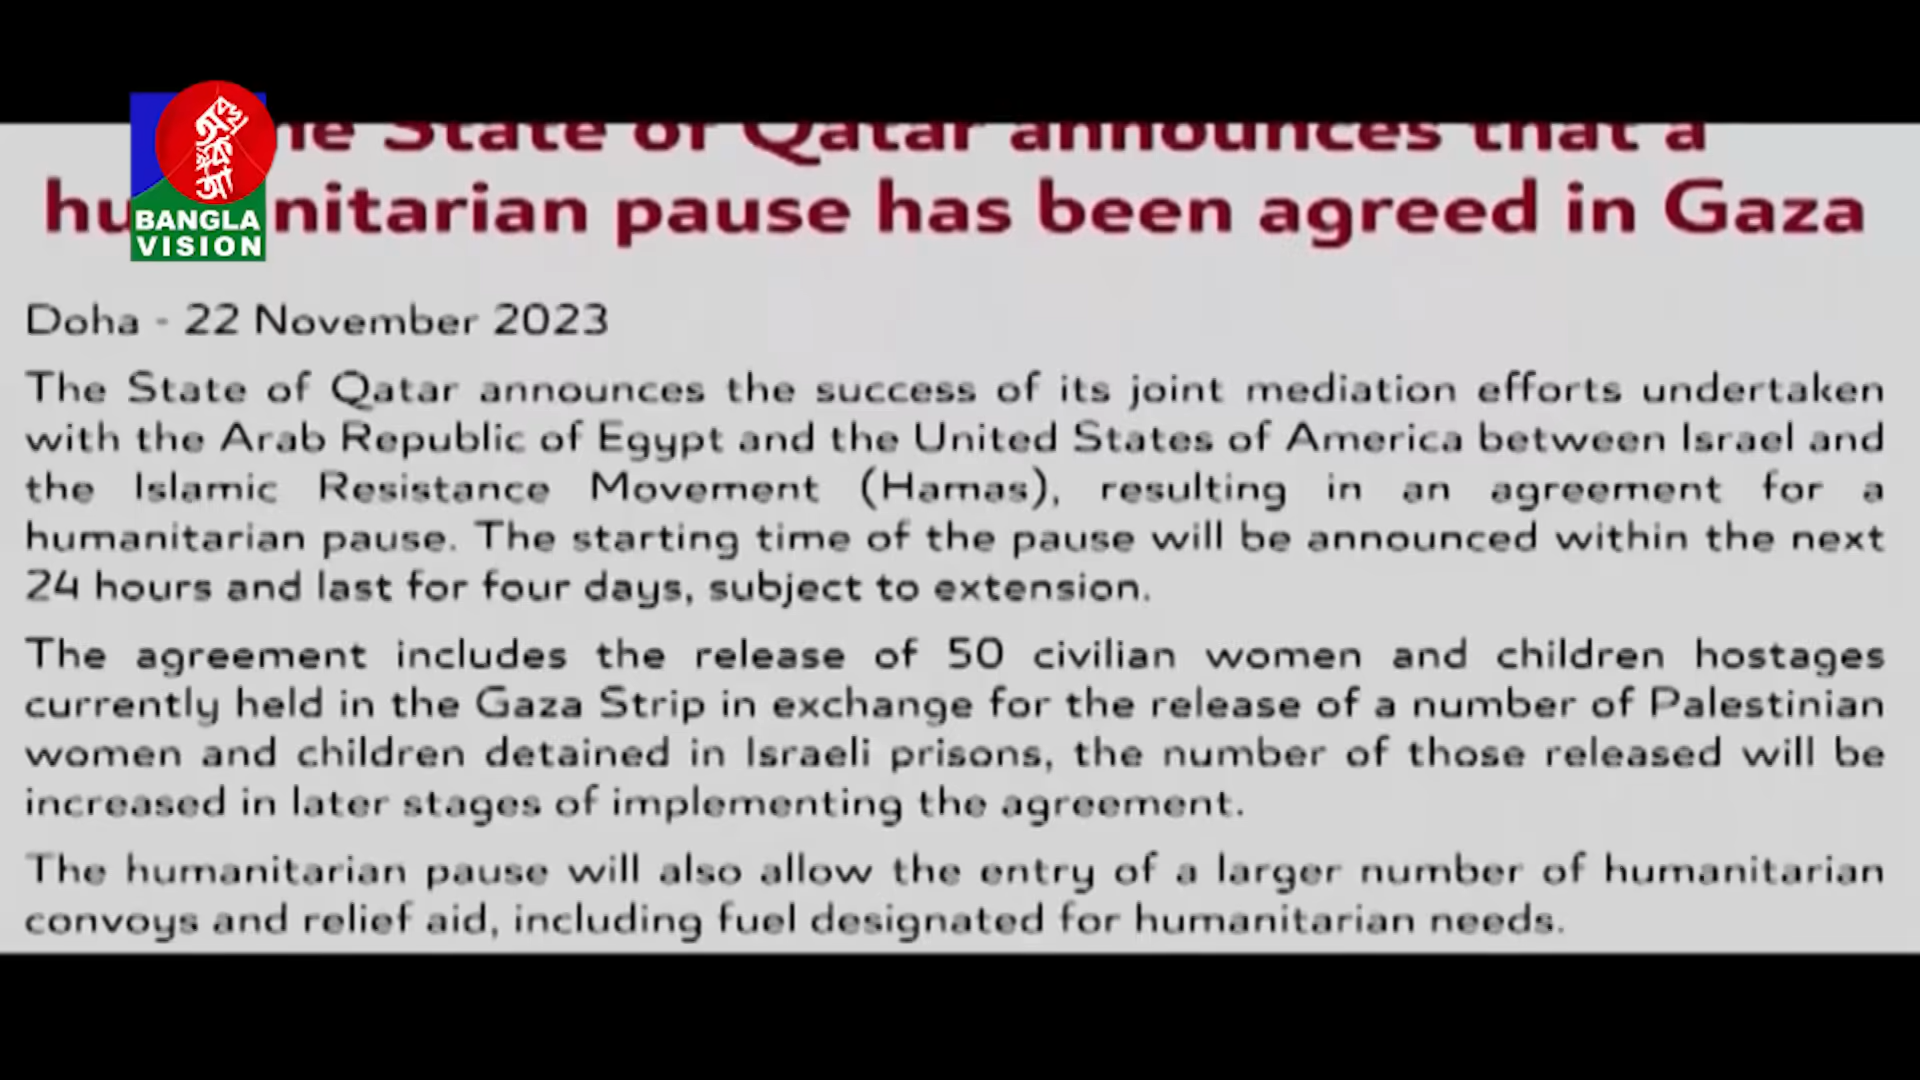 The State of Qatar announces that a
hu nitarian pause has been agreed in Gaza
BANGLA
VISION
Doha - 22 November 2023
The State of Qatar announces the success of its joint mediation efforts undertaken
with the Arab Republic of Egypt and the United States of America between Israel and
the Islamic Resistance Movement (Hamas), resulting in an agreement for a
humanitarian pause. The starting time of the pause will be announced within the next
24 hours and last for four days, subject to extension.
The agreement includes the release of 50 civilian women and children hostages
currently held in the Gaza Strip in exchange for the release of a number of Palestinian
women and children detained in Israeli prisons, the number of those released will be
increased in later stages of implementing the agreement.
The humanitarian pause will also allow the entry of a larger number of humanitarian
convoys and relief aid, including fuel designated for humanitarian needs.